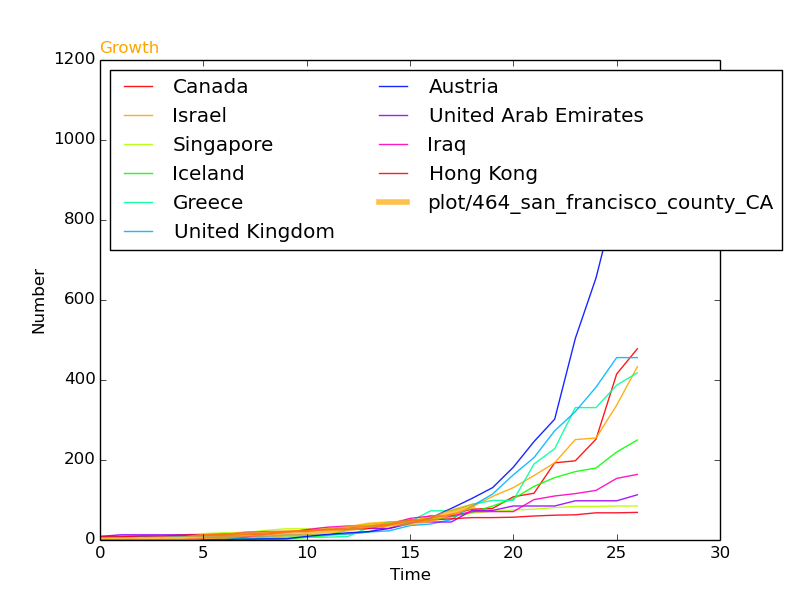 Growth
1200
1000
800
600
400
200
0
Number
Canada
Israel
Singapore
Iceland
Greece
United Kingdom
Austria
United Arab Emirates
Iraq
Hong Kong
plot/464_san_francisco_county_CA
0 5 10 15 20 25 30
Time